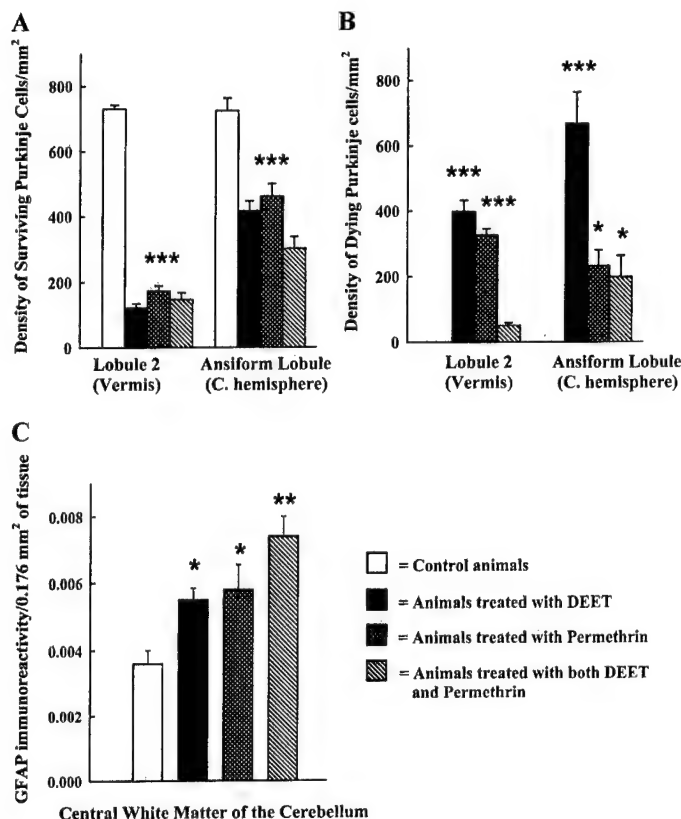 A
Density of Surviving Purkinje Cells/mm²
800
600
400
200
0
***
***
Lobule 2
(Vermis)
Ansiform Lobule
(C. hemisphere)
B
Density of Dying Purkinje cells/mm²
800
600
400
200
0
***
***
***
*
*
Lobule 2
(Vermis)
Ansiform Lobule
(C. hemisphere)
C
GFAP immunoreactivity/0.176 mm² of tissue
0.008
0.006
0.004
0.002
0.000
*
*
**
Central White Matter of the Cerebellum
= Control animals
= Animals treated with DEET
= Animals treated with Permethrin
= Animals treated with both DEET
and Permethrin